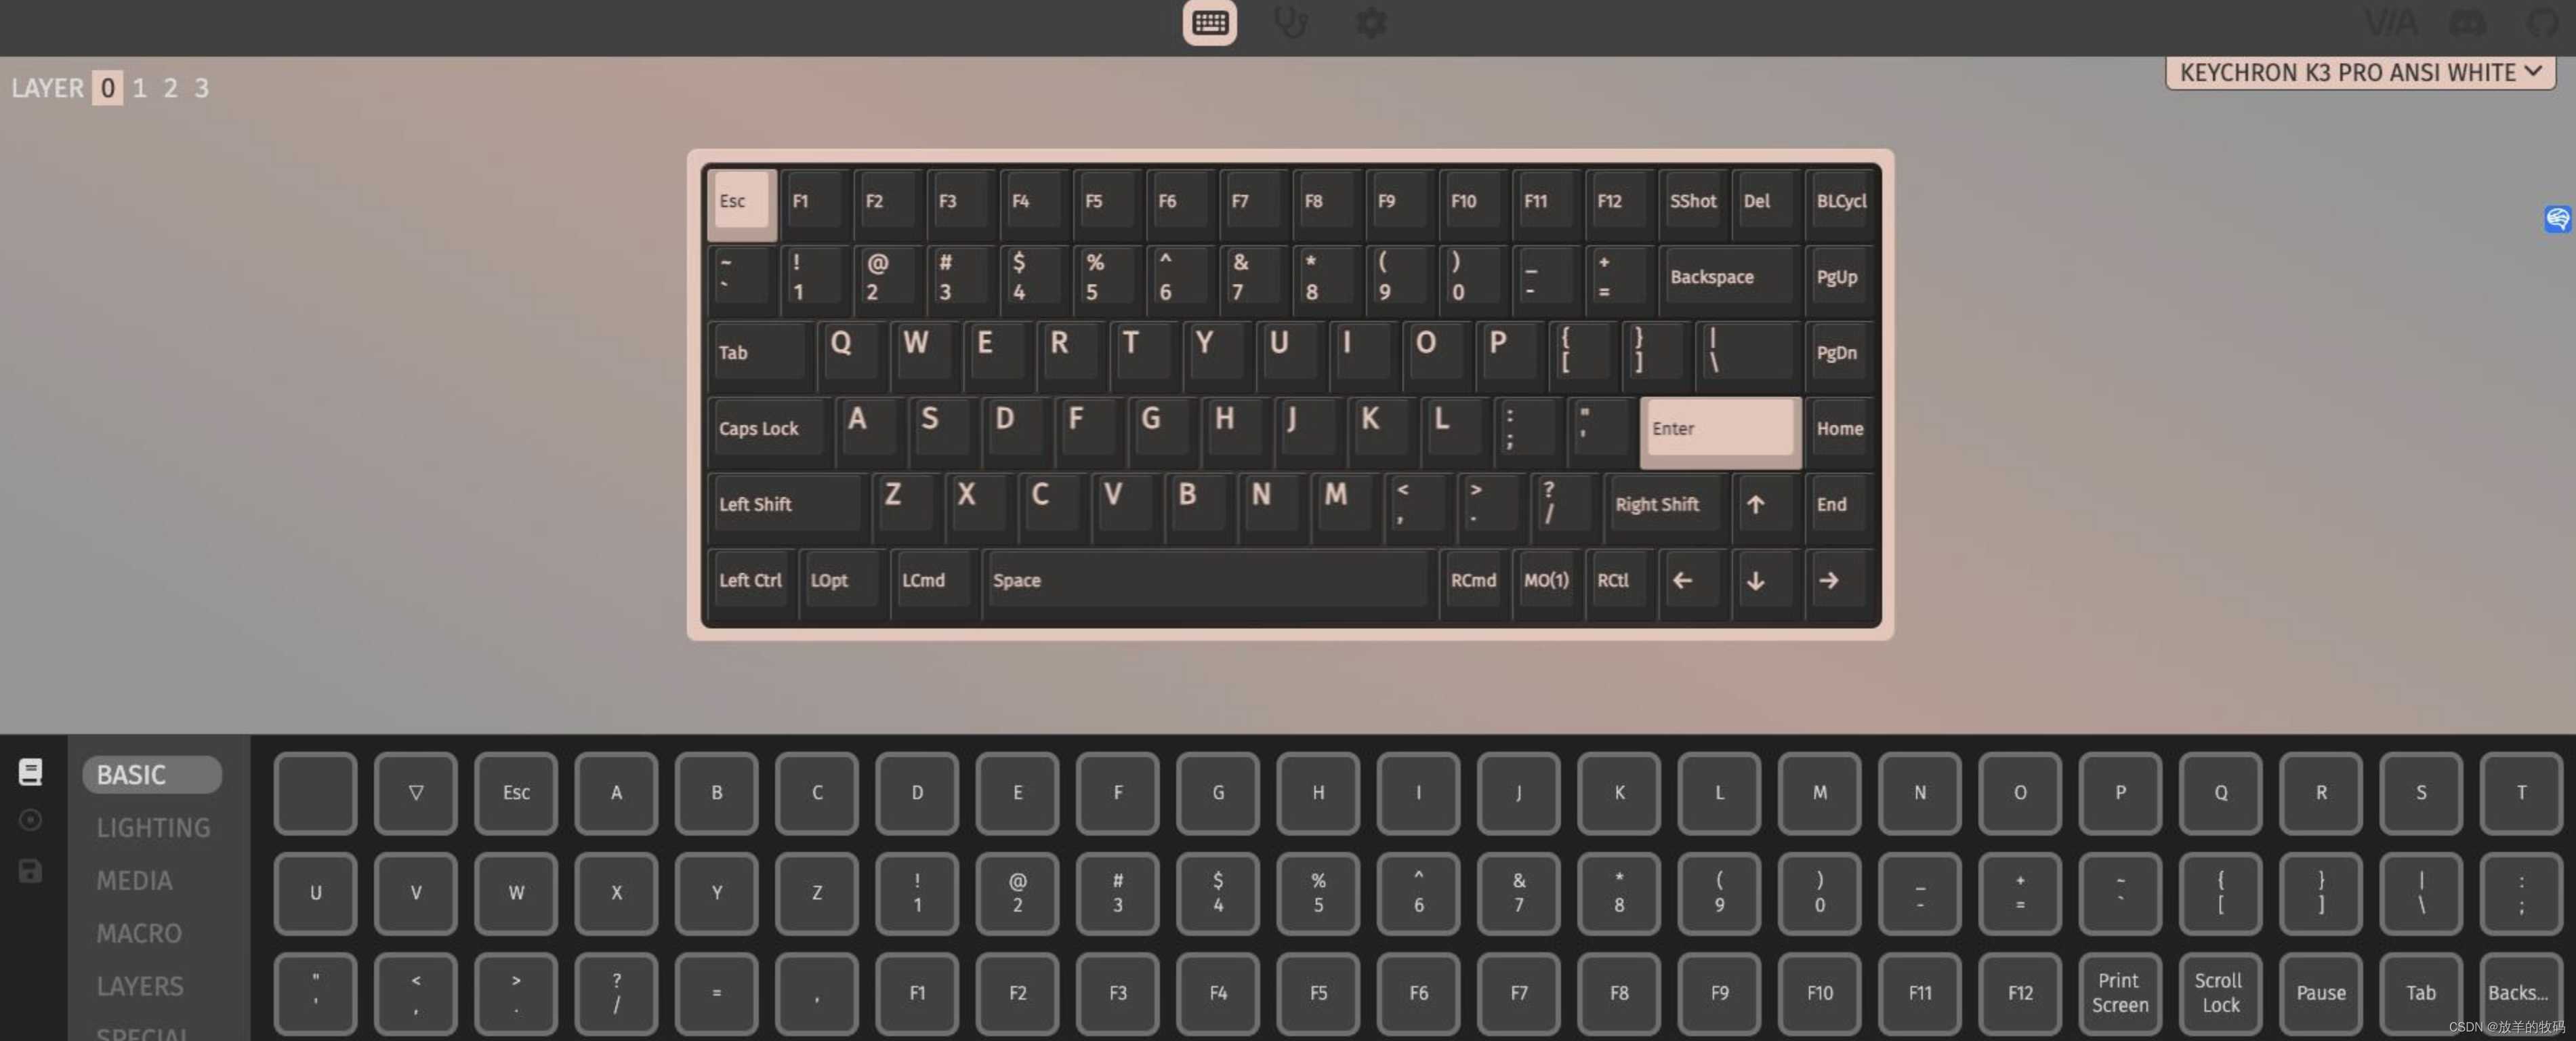 VIA
LAYER 0 1 2 3
KEYCHRON K3 PRO ANSI WHITE
Esc F1 F2 F3 F4 F5 F6 F7 F8 F9 F10 F11 F12 SShot Del BLCycl
~ ! @ # $ % ^ & * ( ) _ +
` 1 2 3 4 5 6 7 8 9 0 - = Backspace PgUp
Tab Q W E R T Y U I O P { } | PgDn
[ ] \
Caps Lock A S D F G H J K L : " Enter Home
; '
Left Shift Z X C V B N M < > ? Right Shift ↑ End
, . /
Left Ctrl LOpt LCmd Space RCmd MO(1) RCtl ← ↓ →
BASIC
LIGHTING
MEDIA
MACRO
LAYERS
SPECIAL
▽ Esc A B C D E F G H I J K L M N O P Q R S T
U V W X Y Z ! @ # $ % ^ & * ( ) _ + ~ { } | :
1 2 3 4 5 6 7 8 9 0 - = ` [ ] \ ;
" < > ? = , F1 F2 F3 F4 F5 F6 F7 F8 F9 F10 F11 F12 Print Scroll Pause Tab Backs...
' , . / Screen Lock
CSDN @放羊的牧码